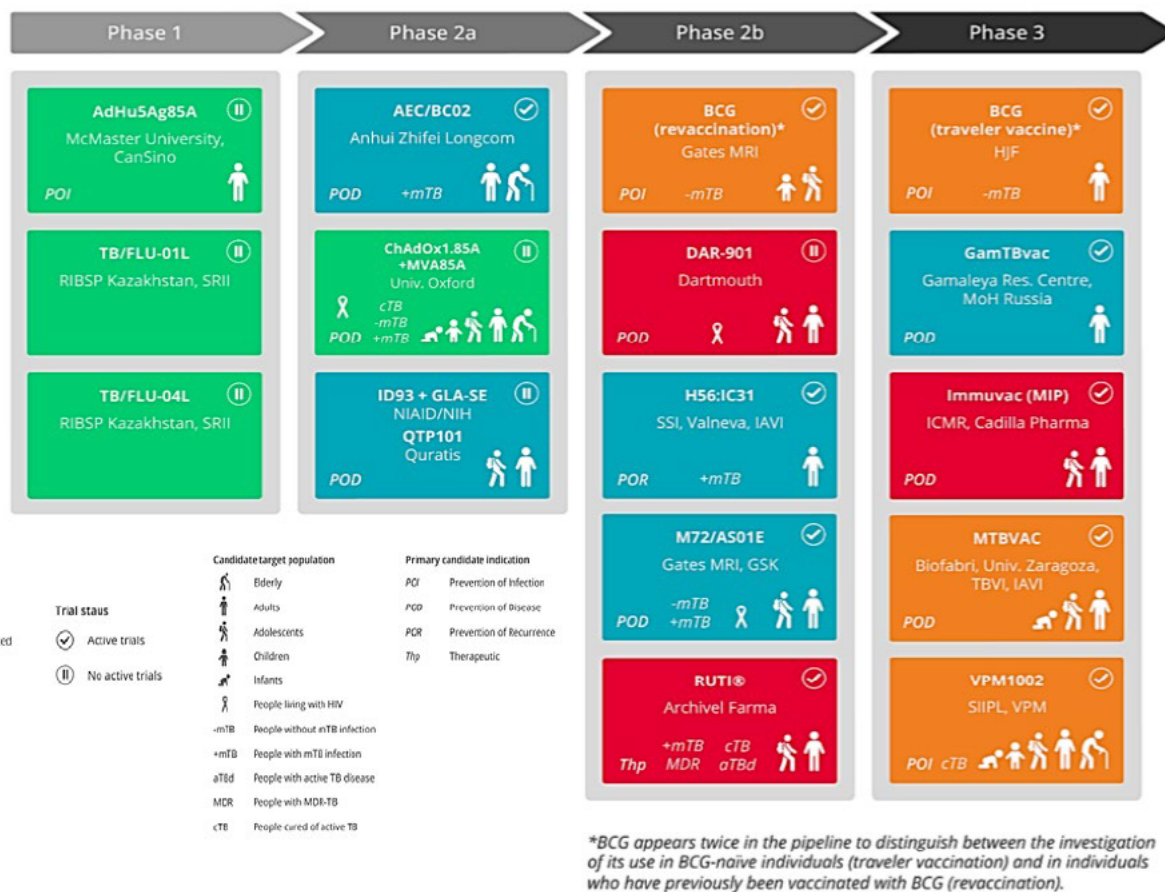 Phase 1
Phase 2a
Phase 2b
Phase 3
AdHu5Ag85A
McMaster University,
CanSino
POI
TB/FLU-01L
RIBSP Kazakhstan, SRII
TB/FLU-04L
RIBSP Kazakhstan, SRII
AEC/BC02
Anhui Zhifei Longcom
POD +mTB
ChAdOx1.85A
+MVA85A
Univ. Oxford
cTB
-mTB
POD +mTB
ID93 + GLA-SE
NIAID/NIH
QTP101
Quratis
POD
BCG
(revaccination)*
Gates MRI
POI -mTB
DAR-901
Dartmouth
POD
H56:IC31
SSI, Valneva, IAVI
POR +mTB
M72/AS01E
Gates MRI, GSK
-mTB
POD +mTB
RUTI®
Archivel Farma
+mTB cTB
Thp MDR aTBd
BCG
(traveler vaccine)*
HJF
POI -mTB
GamTBvac
Gamaleya Res. Centre,
MoH Russia
POD
Immuvac (MIP)
ICMR, Cadilla Pharma
POD
MTBVAC
Biofabri, Univ. Zaragoza,
TBVI, IAVI
POD
VPM1002
SIIPL, VPM
POI cTB
Trial staus
Active trials
No active trials
Candidate target population
Elderly
Adults
Adolescents
Children
Infants
People living with HIV
-mTB People without mTB infection
+mTB People with mTB infection
aTBd People with active TB disease
MDR People with MDR-TB
cTB People cured of active TB
Primary candidate indication
POI Prevention of Infection
POD Prevention of Disease
POR Prevention of Recurrence
Thp Therapeutic
*BCG appears twice in the pipeline to distinguish between the investigation
of its use in BCG-naïve individuals (traveler vaccination) and in individuals
who have previously been vaccinated with BCG (revaccination).